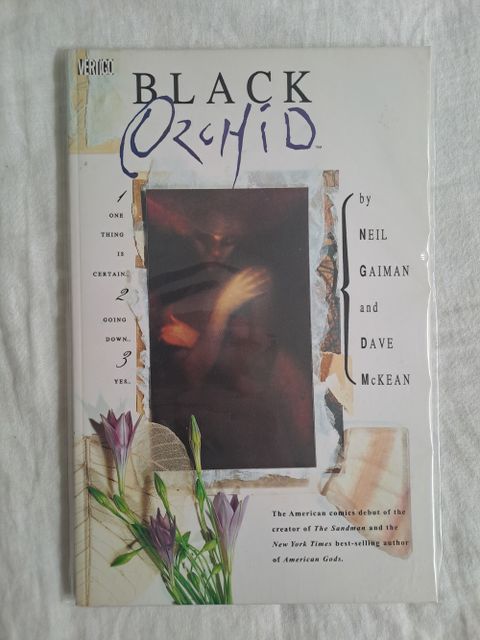 VERTIGO
BLACK
ORCHID™
1
ONE
THING
IS
CERTAIN..
2
GOING
DOWN..
3
YES..
by
NEIL
GAIMAN
and
DAVE
McKEAN
The American comics debut of the
creator of The Sandman and the
New York Times best-selling author
of American Gods.